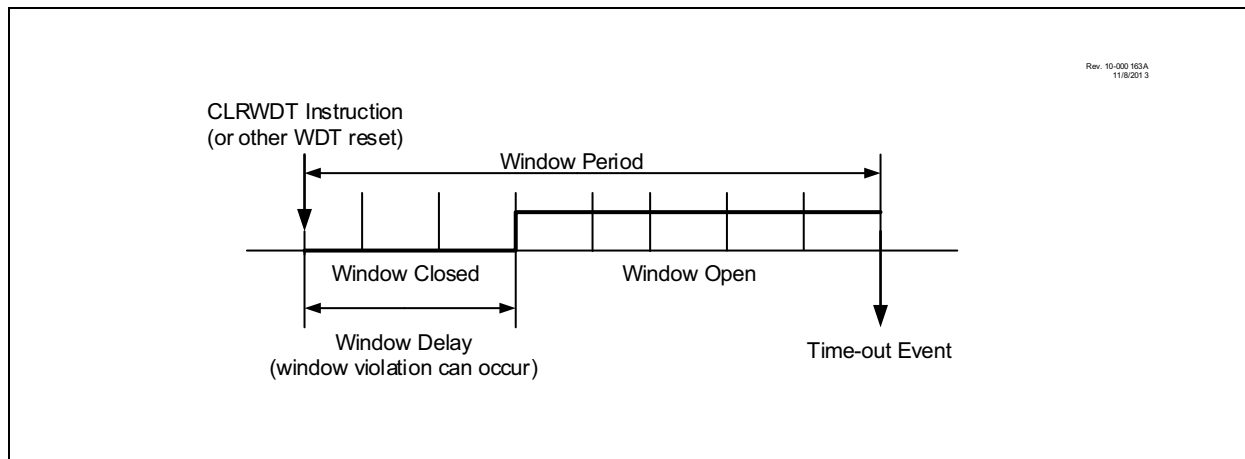 Rev. 10-000 163A
11/8/201 3
CLRWDT Instruction
(or other WDT reset)
Window Period
Window Closed
Window Open
Window Delay
(window violation can occur)
Time-out Event